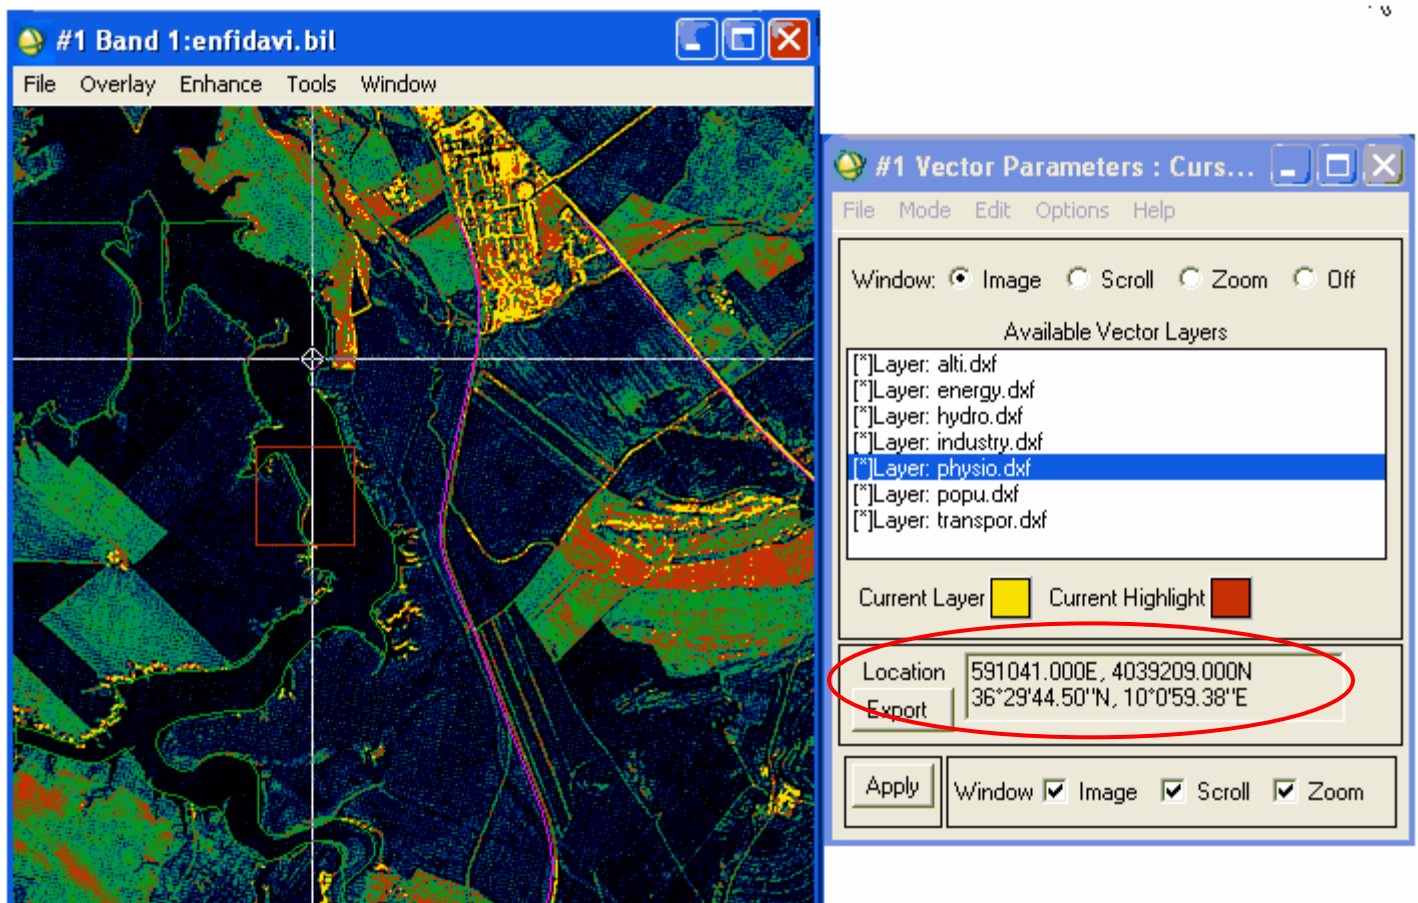 #1 Band 1:enfidavi.bil
File Overlay Enhance Tools Window
#1 Vector Parameters : Curs...
File Mode Edit Options Help
Window: Image Scroll Zoom Off
Available Vector Layers
[*]Layer: alti.dxf
[*]Layer: energy.dxf
[*]Layer: hydro.dxf
[*]Layer: industry.dxf
[*]Layer: physio.dxf
[*]Layer: popu.dxf
[*]Layer: transpor.dxf
Current Layer Current Highlight
Location 591041.000E, 4039209.000N
Export 36°29'44.50"N, 10°0'59.38"E
Apply Window Image Scroll Zoom